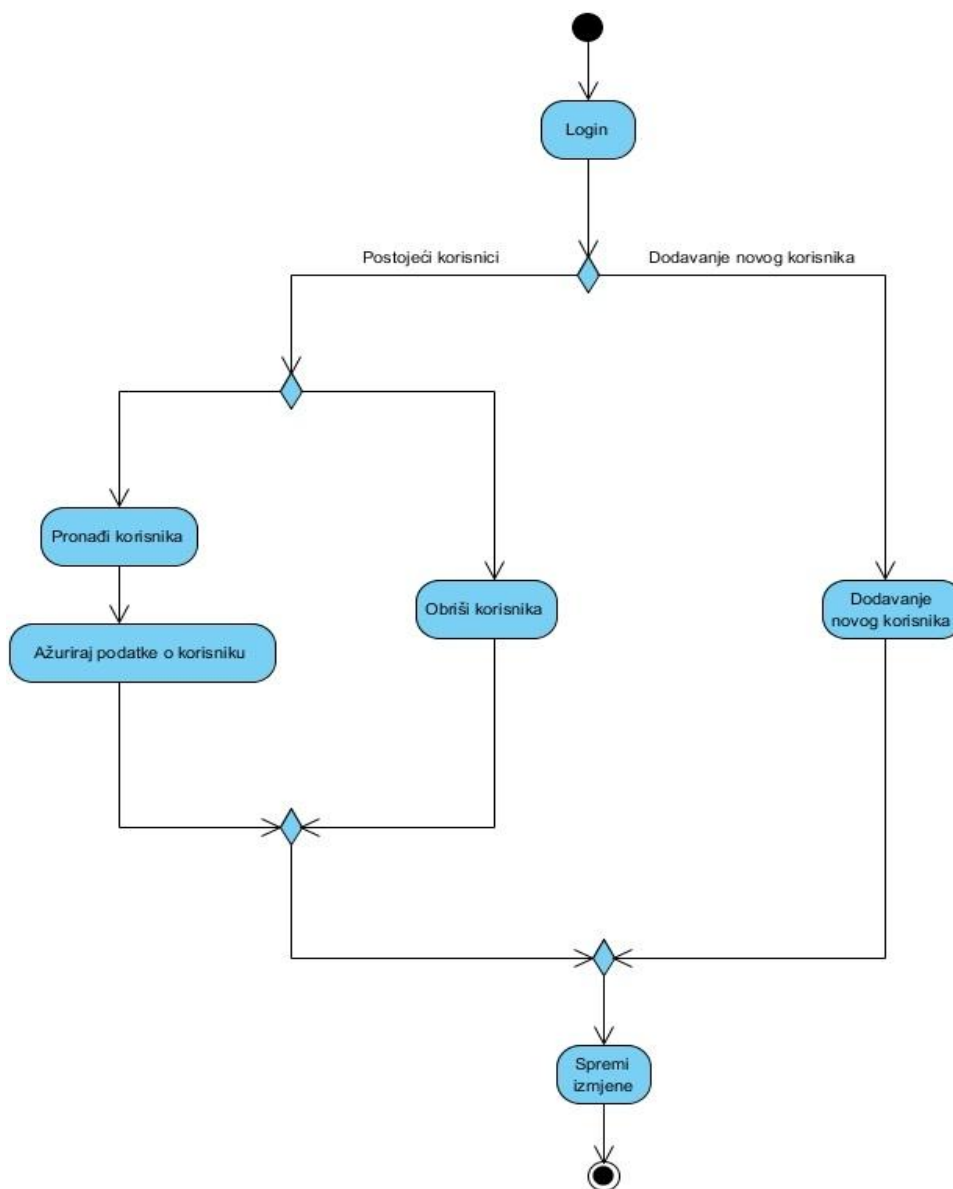 Login
Postojeći korisnici
Dodavanje novog korisnika
Pronađi korisnika
Obriši korisnika
Dodavanje
novog korisnika
Ažuriraj podatke o korisniku
Spremi
izmjene